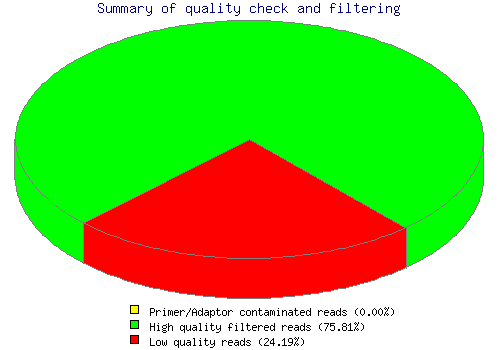 Summary of quality check and filtering
Primer/Adaptor contaminated reads (0.00%)
High quality filtered reads (75.81%)
Low quality reads (24.19%)